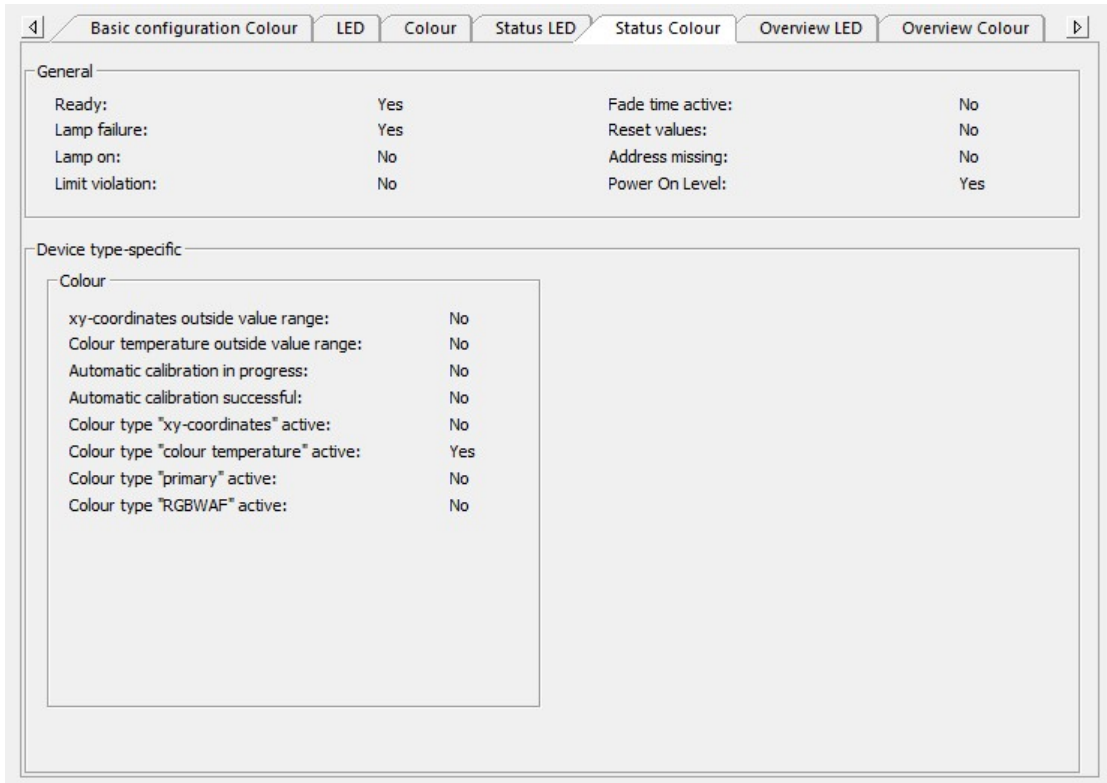 Basic configuration Colour LED Colour Status LED Status Colour Overview LED Overview Colour
General
Ready: Yes Fade time active: No
Lamp failure: Yes Reset values: No
Lamp on: No Address missing: No
Limit violation: No Power On Level: Yes
Device type-specific
Colour
xy-coordinates outside value range: No
Colour temperature outside value range: No
Automatic calibration in progress: No
Automatic calibration successful: No
Colour type "xy-coordinates" active: No
Colour type "colour temperature" active: Yes
Colour type "primary" active: No
Colour type "RGBWAF" active: No